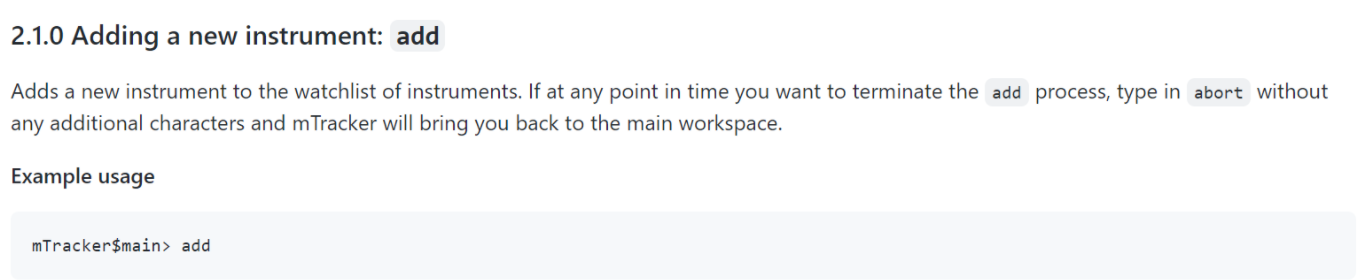 2.1.0 Adding a new instrument: add
Adds a new instrument to the watchlist of instruments. If at any point in time you want to terminate the add process, type in abort without
any additional characters and mTracker will bring you back to the main workspace.
Example usage
mTracker$main> add